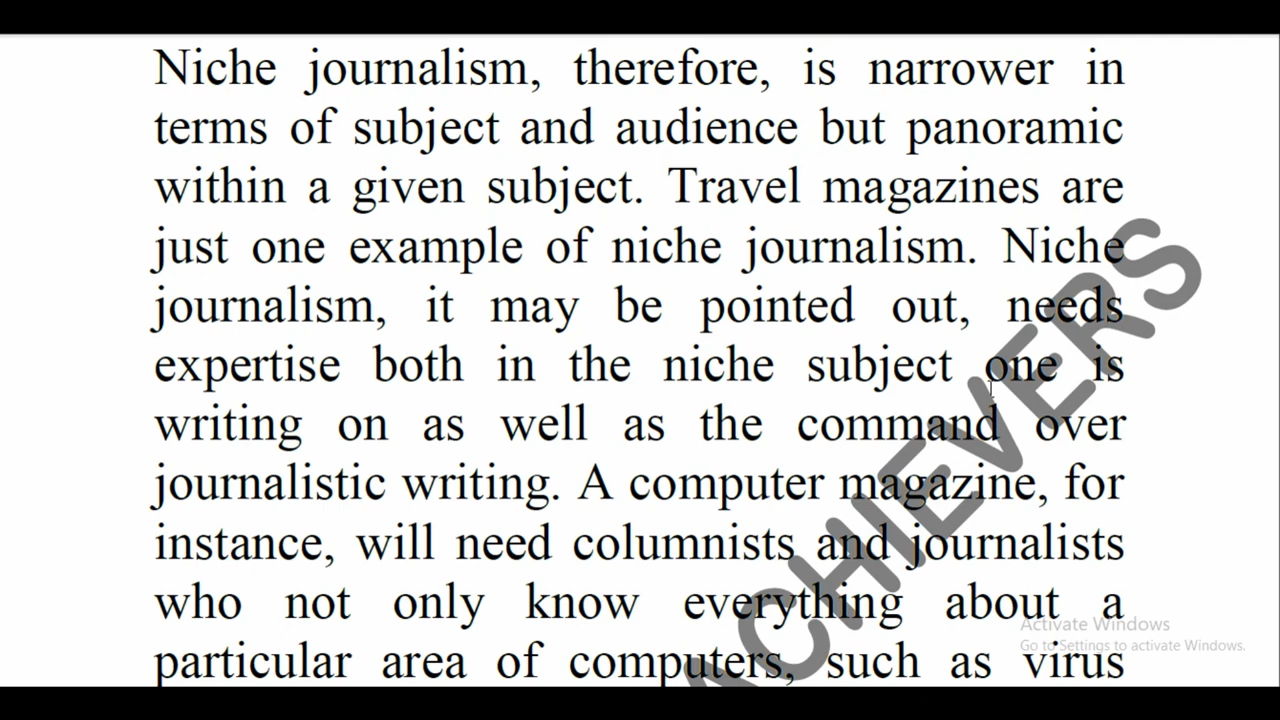 Niche journalism, therefore, is narrower in
terms of subject and audience but panoramic
within a given subject. Travel magazines are
just one example of niche journalism. Niche
journalism, it may be pointed out, needs
expertise both in the niche subject one is
writing on as well as the command over
journalistic writing. A computer magazine, for
instance, will need columnists and journalists
who not only know everything about a
particular area of computers, such as virus
ACHIEVERS
Activate Windows
Go to Settings to activate Windows.